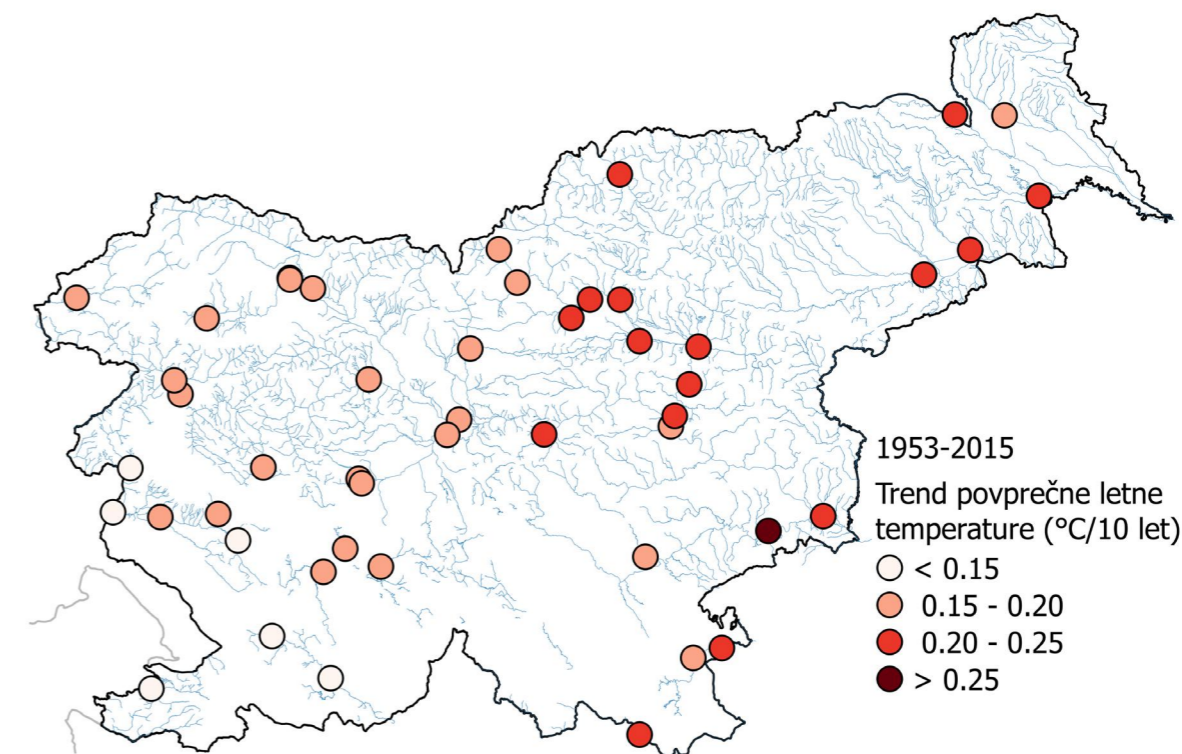 1953-2015
Trend povprečne letne
temperature (°C/10 let)
< 0.15
0.15 - 0.20
0.20 - 0.25
> 0.25